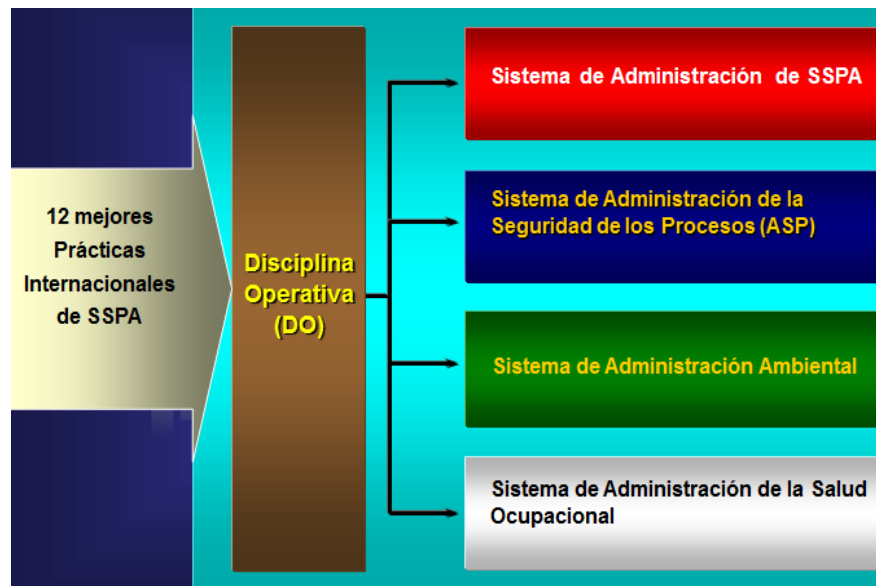 12 mejores
Prácticas
Internacionales
de SSPA
Disciplina
Operativa
(DO)
Sistema de Administración de SSPA
Sistema de Administración de la
Seguridad de los Procesos (ASP)
Sistema de Administración Ambiental
Sistema de Administración de la Salud
Ocupacional